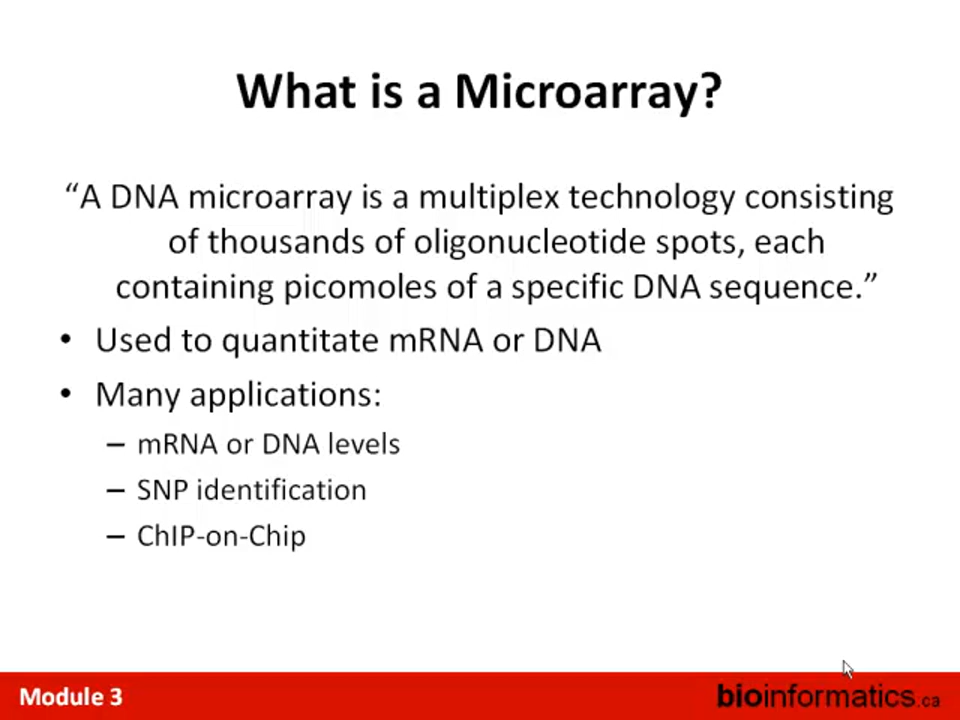 What is a Microarray?
“A DNA microarray is a multiplex technology consisting
of thousands of oligonucleotide spots, each
containing picomoles of a specific DNA sequence.”
• Used to quantitate mRNA or DNA
• Many applications:
– mRNA or DNA levels
– SNP identification
– ChIP-on-Chip
Module 3
bioinformatics.ca